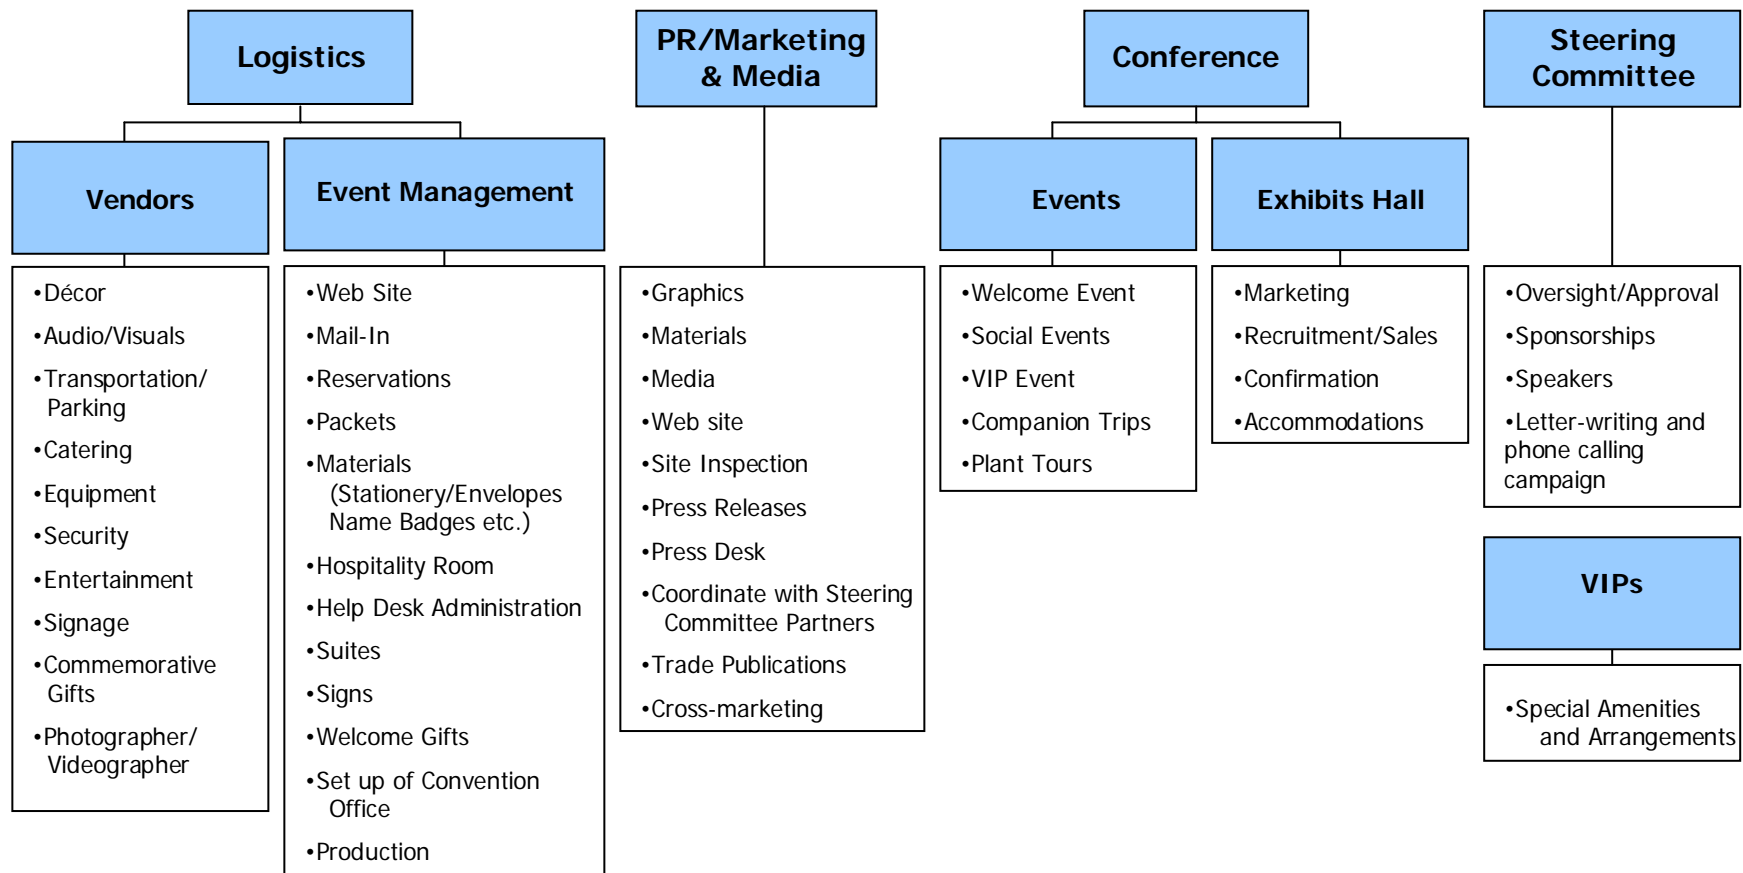 Logistics
PR/Marketing
& Media
Conference
Steering
Committee
Vendors
Event Management
Events
Exhibits Hall
•Décor
•Audio/Visuals
•Transportation/
Parking
•Catering
•Equipment
•Security
•Entertainment
•Signage
•Commemorative
Gifts
•Photographer/
Videographer
•Web Site
•Mail-In
•Reservations
•Packets
•Materials
(Stationery/Envelopes
Name Badges etc.)
•Hospitality Room
•Help Desk Administration
•Suites
•Signs
•Welcome Gifts
•Set up of Convention
Office
•Production
•Graphics
•Materials
•Media
•Web site
•Site Inspection
•Press Releases
•Press Desk
•Coordinate with Steering
Committee Partners
•Trade Publications
•Cross-marketing
•Welcome Event
•Social Events
•VIP Event
•Companion Trips
•Plant Tours
•Marketing
•Recruitment/Sales
•Confirmation
•Accommodations
•Oversight/Approval
•Sponsorships
•Speakers
•Letter-writing and
phone calling
campaign
VIPs
•Special Amenities
and Arrangements